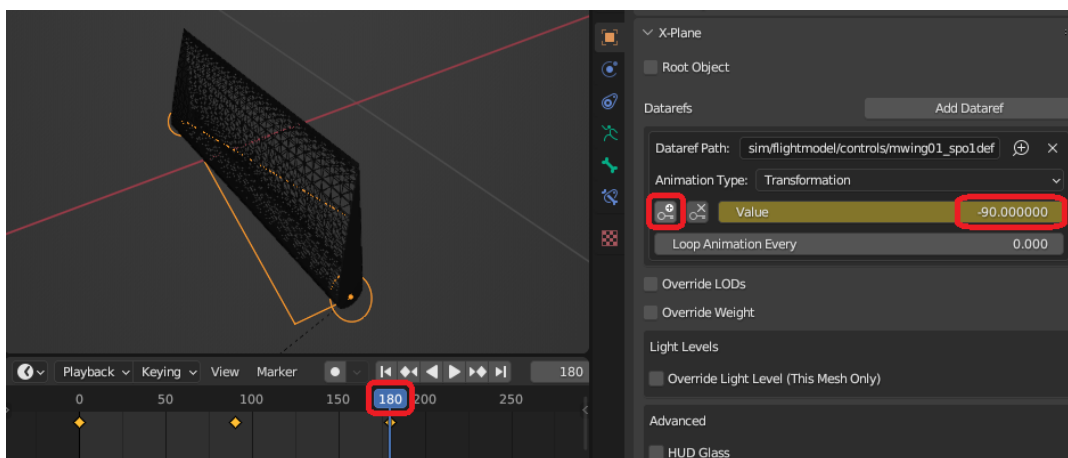 X-Plane
Root Object
Datarefs
Add Dataref
Dataref Path: sim/flightmodel/controls/mwing01_spo1def
Animation Type: Transformation
Value -90.000000
Loop Animation Every 0.000
Override LODs
Override Weight
Light Levels
Override Light Level (This Mesh Only)
Advanced
HUD Glass
Playback Keying View Marker 180
0 50 100 150 180 200 250